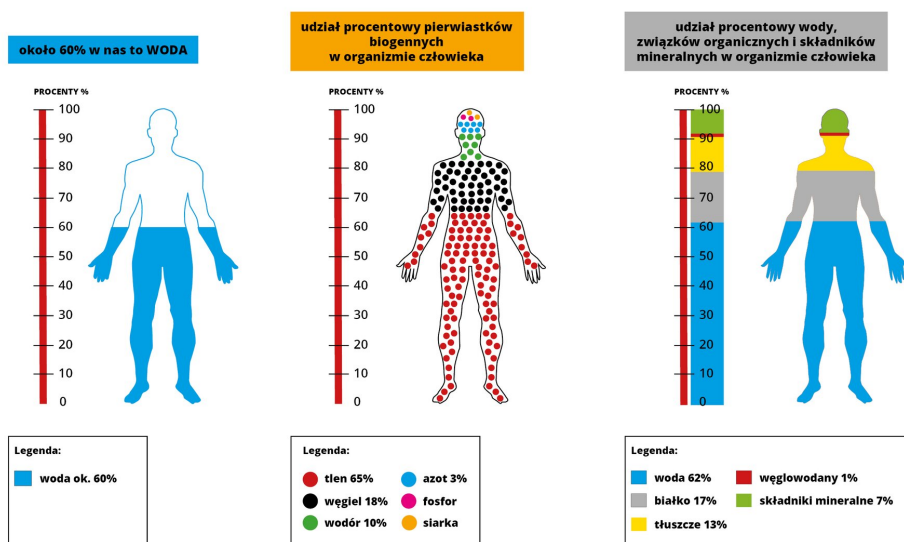 około 60% w nas to WODA
PROCENTY %
100
90
80
70
60
50
40
30
20
10
0
Legenda:
woda ok. 60%
udział procentowy pierwiastków
biogennych
w organizmie człowieka
PROCENTY %
100
90
80
70
60
50
40
30
20
10
0
Legenda:
tlen 65%
węgiel 18%
wodór 10%
azot 3%
fosfor
siarka
udział procentowy wody,
związków organicznych i składników
mineralnych w organizmie człowieka
PROCENTY %
100
90
80
70
60
50
40
30
20
10
0
Legenda:
woda 62%
białko 17%
tłuszcze 13%
węglowodany 1%
składniki mineralne 7%